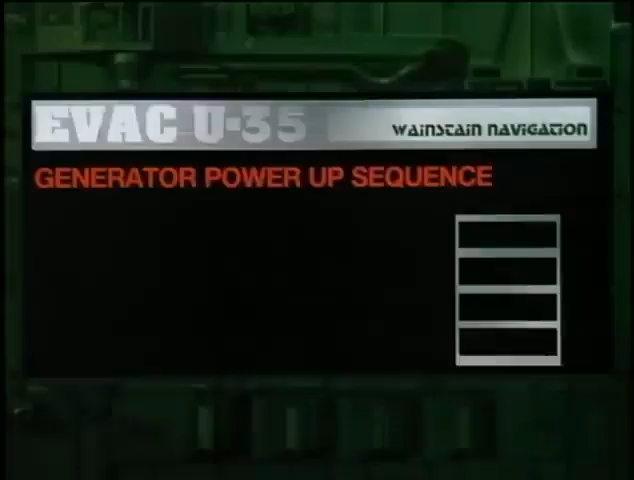 EVAC U-35
WAINSTAIN NAVIGATION
GENERATOR POWER UP SEQUENCE